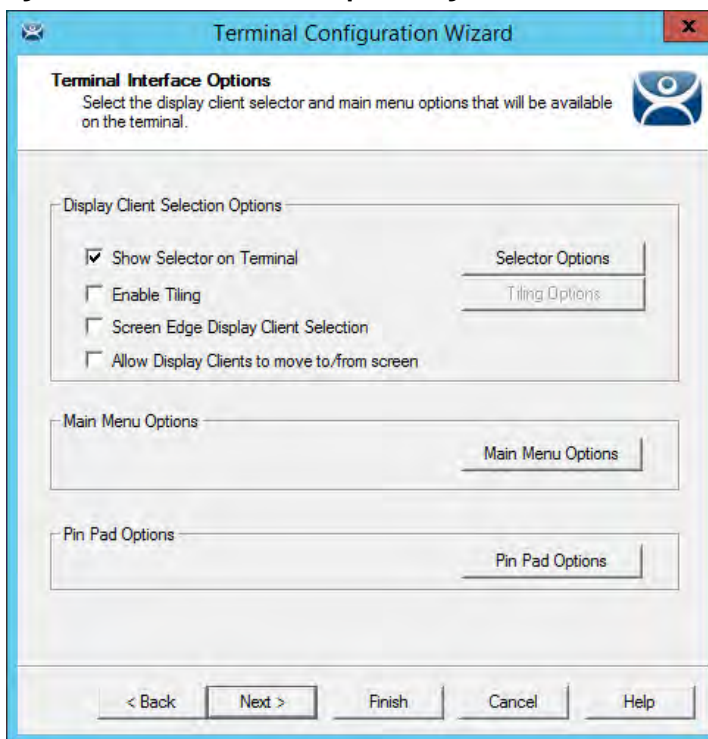 Terminal Configuration Wizard
x
Terminal Interface Options
Select the display client selector and main menu options that will be available
on the terminal.
Display Client Selection Options
Show Selector on Terminal
Selector Options
Enable Tiling
Tiling Options
Screen Edge Display Client Selection
Allow Display Clients to move to/from screen
Main Menu Options
Main Menu Options
Pin Pad Options
Pin Pad Options
< Back Next > Finish Cancel Help